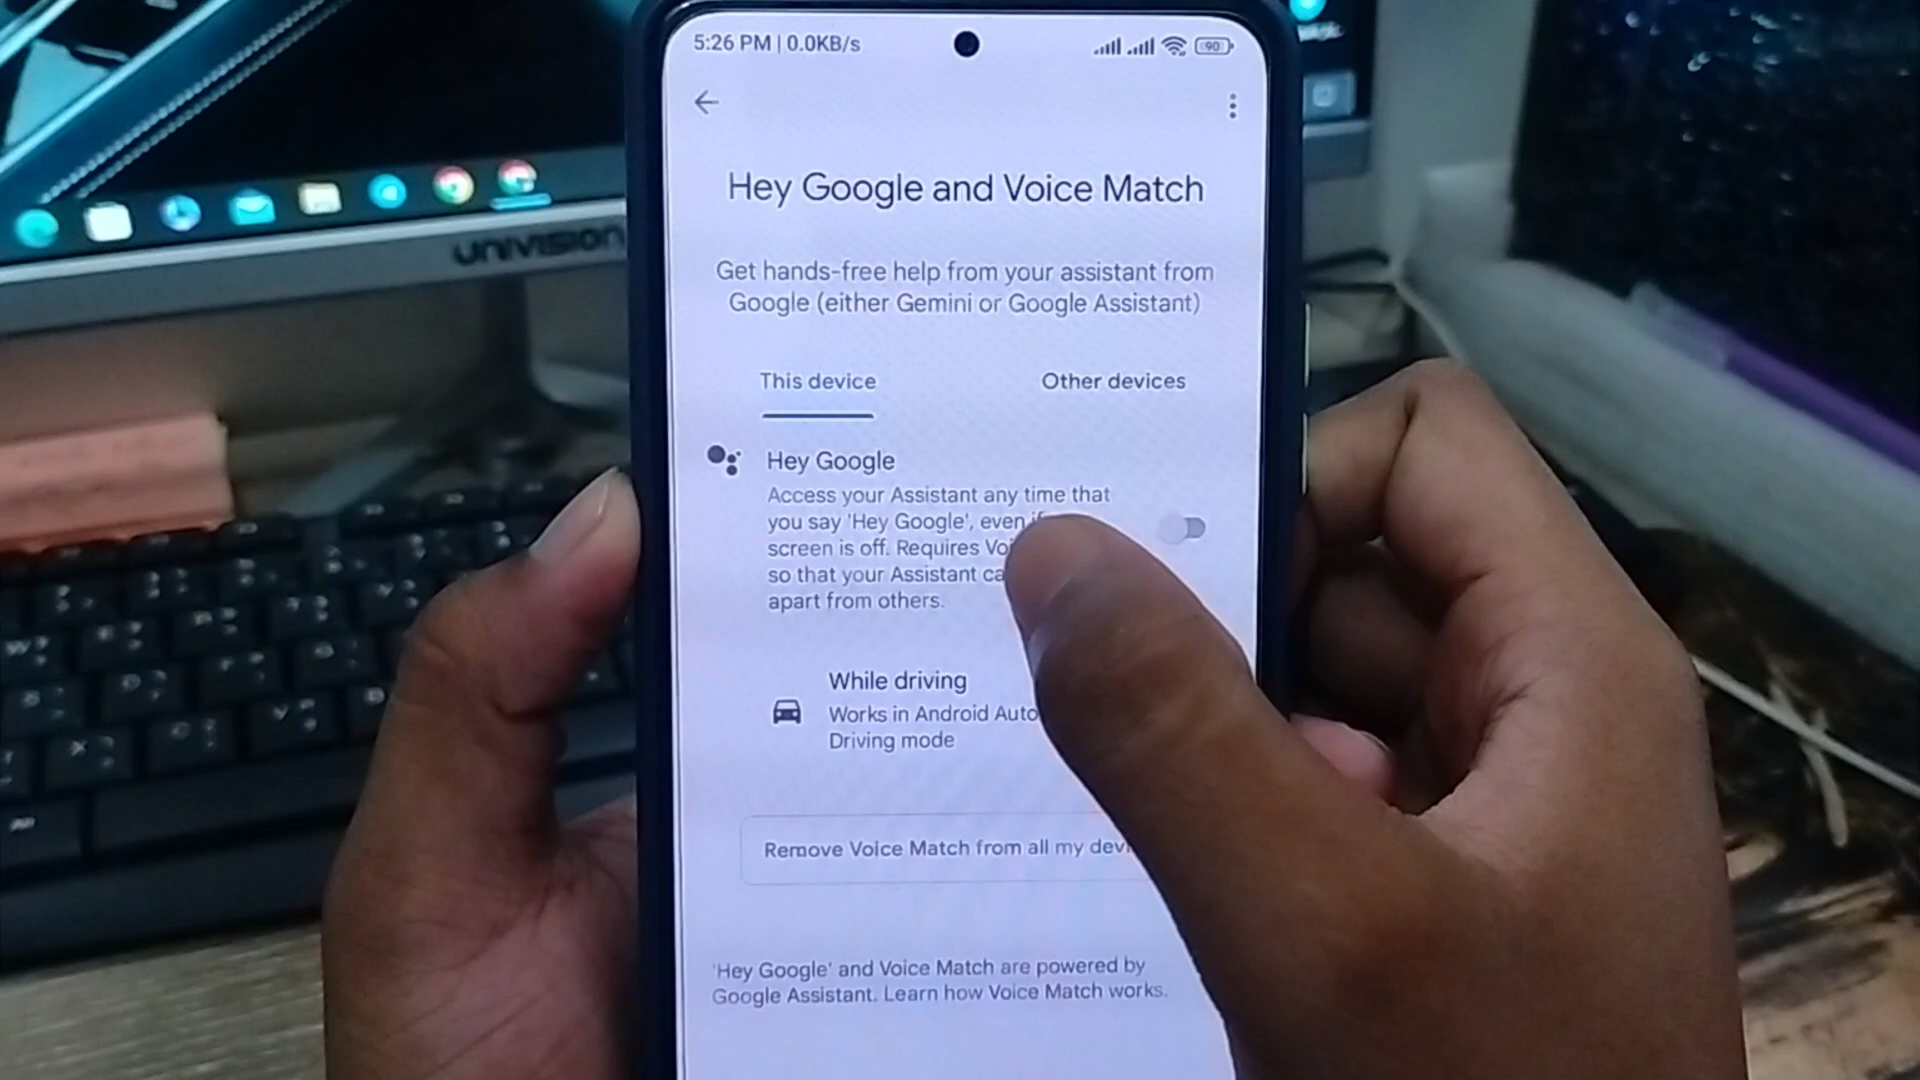 5:26 PM | 0.0KB/s
90
UNIVISION
Hey Google and Voice Match
Get hands-free help from your assistant from
Google (either Gemini or Google Assistant)
This device
Other devices
Hey Google
Access your Assistant any time that
you say 'Hey Google', even
screen is off. Requires
so that your Assistant
apart from others.
While driving
Works in Android Auto
Driving mode
Remove Voice Match from all my
'Hey Google' and Voice Match are powered by
Google Assistant. Learn how Voice Match works.